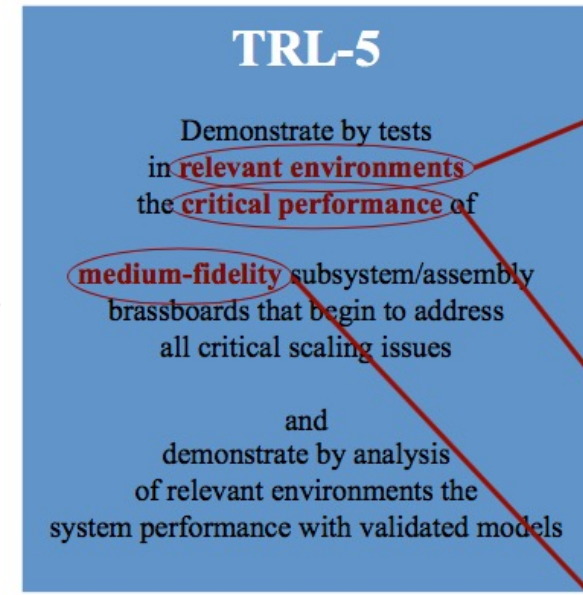 TRL-5
Demonstrate by tests
in relevant environments
the critical performance of
medium-fidelity subsystem/assembly
brassboards that begin to address
all critical scaling issues
and
demonstrate by analysis
of relevant environments the
system performance with validated models